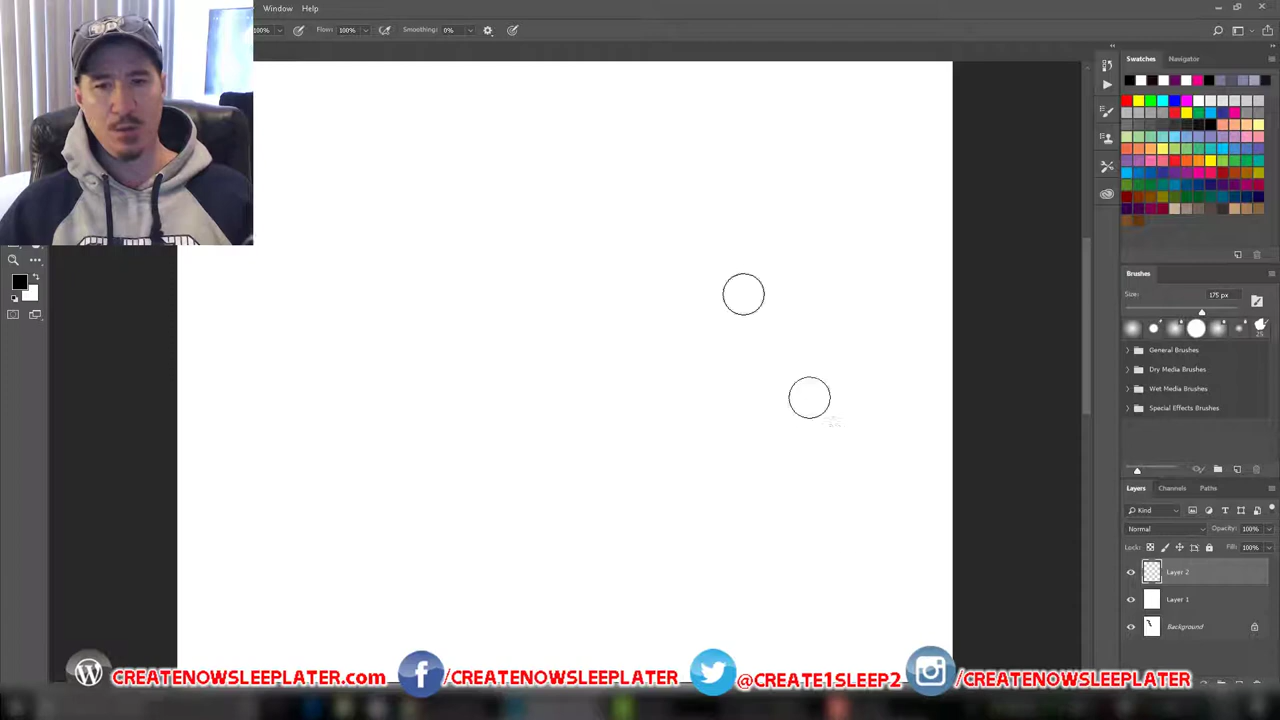 Window Help
100% Flow: 100% Smoothing: 0%
Swatches Navigator
Brushes
Size: 175 px
25
General Brushes
Dry Media Brushes
Wet Media Brushes
Special Effects Brushes
Layers Channels Paths
Kind
Normal Opacity: 100%
Lock: Fill: 100%
Layer 2
Layer 1
Background
CREATENOWSLEEPLATER.com /CREATENOWSLEEPLATER @CREATE1SLEEP2 /CREATENOWSLEEPLATER